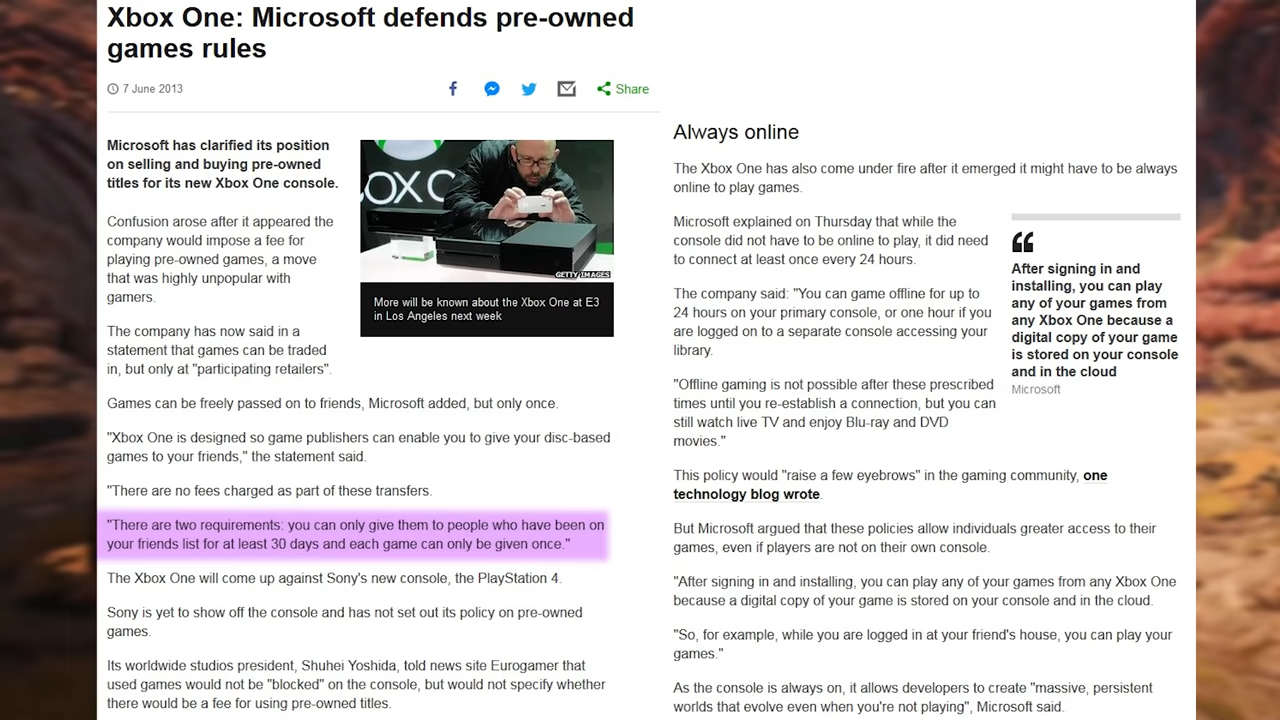 Xbox One: Microsoft defends pre-owned
games rules
7 June 2013
Share
Microsoft has clarified its position
on selling and buying pre-owned
titles for its new Xbox One console.
Confusion arose after it appeared the
company would impose a fee for
playing pre-owned games, a move
that was highly unpopular with
gamers.
The company has now said in a
statement that games can be traded
in, but only at "participating retailers".
OX C
GETTY IMAGES
More will be known about the Xbox One at E3
in Los Angeles next week
Games can be freely passed on to friends, Microsoft added, but only once.
"Xbox One is designed so game publishers can enable you to give your disc-based
games to your friends," the statement said.
"There are no fees charged as part of these transfers.
"There are two requirements: you can only give them to people who have been on
your friends list for at least 30 days and each game can only be given once."
The Xbox One will come up against Sony's new console, the PlayStation 4.
Sony is yet to show off the console and has not set out its policy on pre-owned
games.
Its worldwide studios president, Shuhei Yoshida, told news site Eurogamer that
used games would not be "blocked" on the console, but would not specify whether
there would be a fee for using pre-owned titles.
Always online
The Xbox One has also come under fire after it emerged it might have to be always
online to play games.
Microsoft explained on Thursday that while the
console did not have to be online to play, it did need
to connect at least once every 24 hours.
The company said: "You can game offline for up to
24 hours on your primary console, or one hour if you
are logged on to a separate console accessing your
library.
"Offline gaming is not possible after these prescribed
times until you re-establish a connection, but you can
still watch live TV and enjoy Blu-ray and DVD
movies."
“
After signing in and
installing, you can play
any of your games from
any Xbox One because a
digital copy of your game
is stored on your console
and in the cloud
Microsoft
This policy would "raise a few eyebrows" in the gaming community, one
technology blog wrote.
But Microsoft argued that these policies allow individuals greater access to their
games, even if players are not on their own console.
"After signing in and installing, you can play any of your games from any Xbox One
because a digital copy of your game is stored on your console and in the cloud.
"So, for example, while you are logged in at your friend's house, you can play your
games."
As the console is always on, it allows developers to create "massive, persistent
worlds that evolve even when you're not playing", Microsoft said.